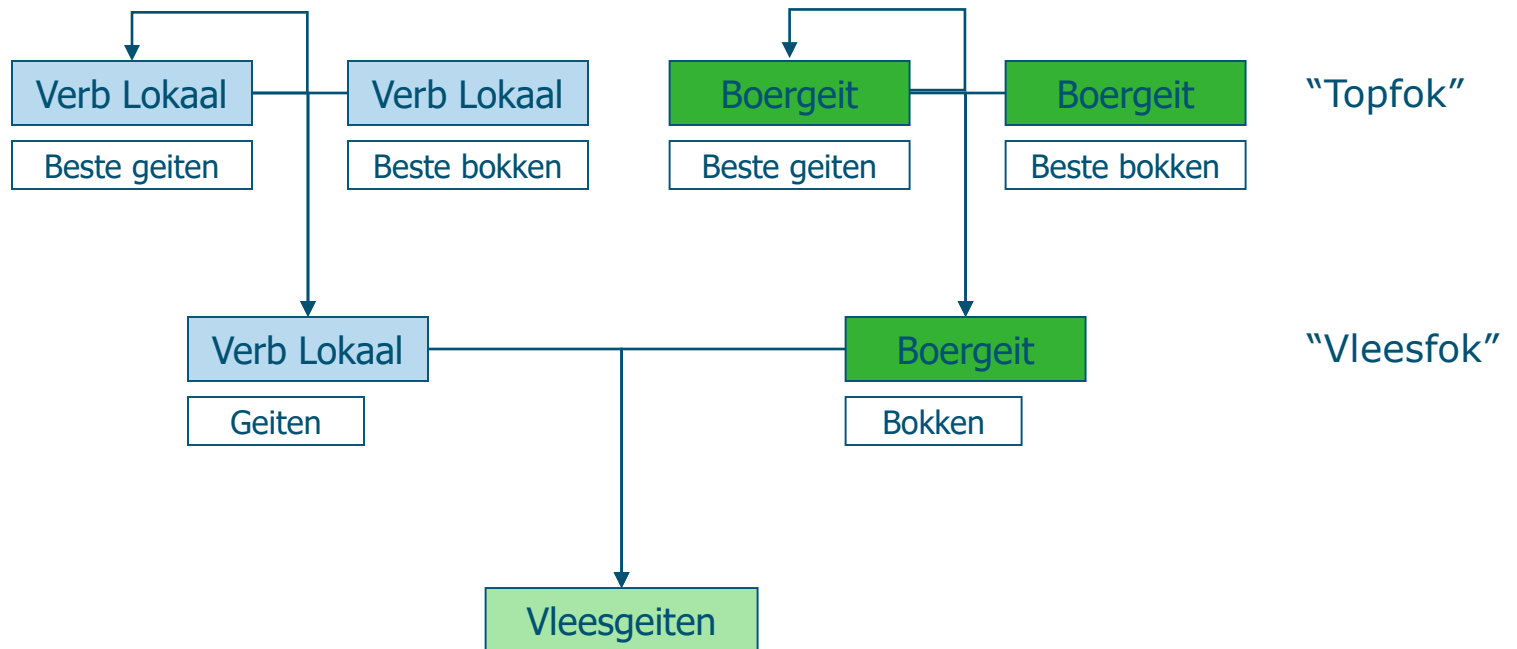 Verb Lokaal Verb Lokaal Boergeit Boergeit “Topfok”
Beste geiten Beste bokken Beste geiten Beste bokken
Verb Lokaal Boergeit “Vleesfok”
Geiten Bokken
Vleesgeiten